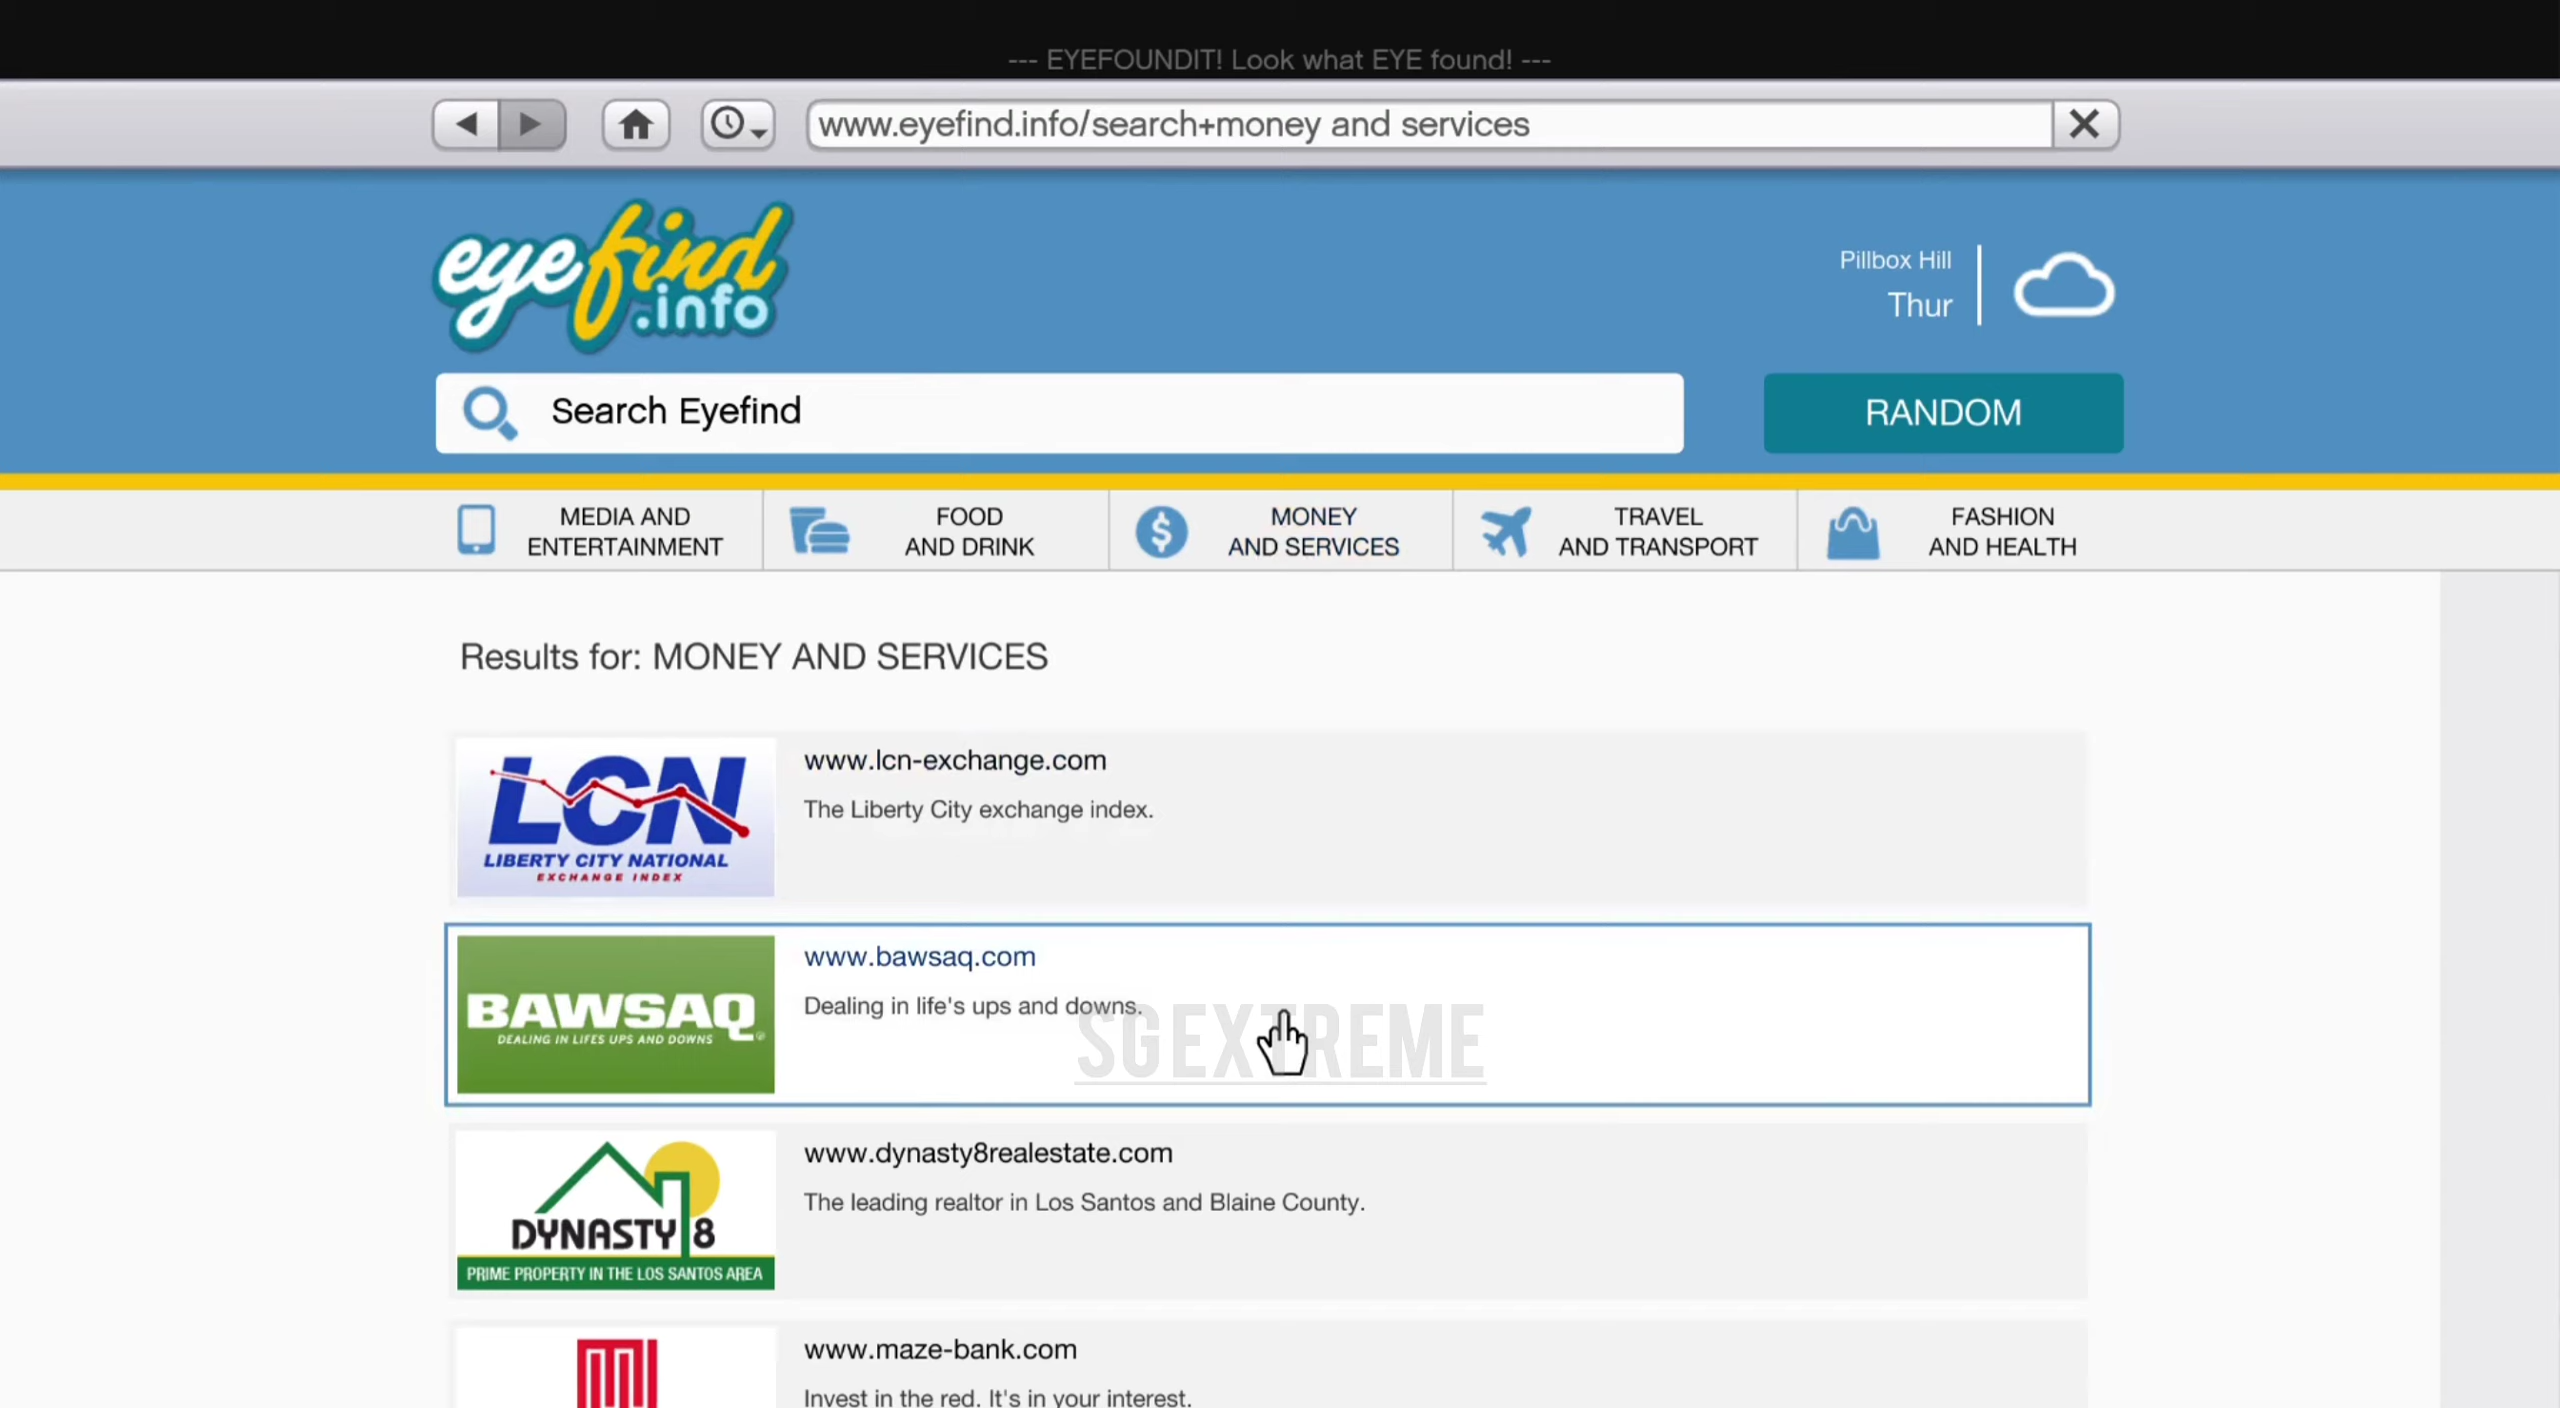 --- EYEFOUNDIT! Look what EYE found! ---
www.eyefind.info/search+money and services
eyefind
.info
Pillbox Hill
Thur
Search Eyefind
RANDOM
MEDIA AND
ENTERTAINMENT
FOOD
AND DRINK
MONEY
AND SERVICES
TRAVEL
AND TRANSPORT
FASHION
AND HEALTH
Results for: MONEY AND SERVICES
LCN
LIBERTY CITY NATIONAL
EXCHANGE INDEX
www.lcn-exchange.com
The Liberty City exchange index.
BAWSAQ
DEALING IN LIFES UPS AND DOWNS
www.bawsaq.com
Dealing in life's ups and downs.
SGEXTREME
DYNASTY 8
PRIME PROPERTY IN THE LOS SANTOS AREA
www.dynasty8realestate.com
The leading realtor in Los Santos and Blaine County.
www.maze-bank.com
Invest in the red. It's in your interest.